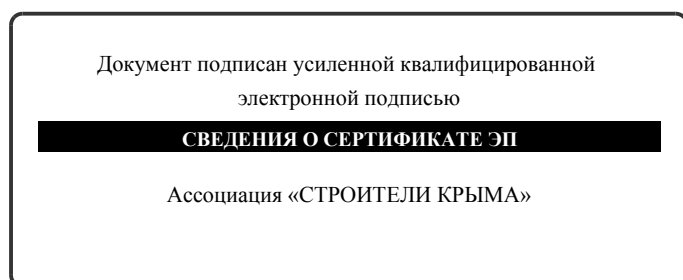 Документ подписан усиленной квалифицированной
электронной подписью
СВЕДЕНИЯ О СЕРТИФИКАТЕ ЭП
Ассоциация «СТРОИТЕЛИ КРЫМА»